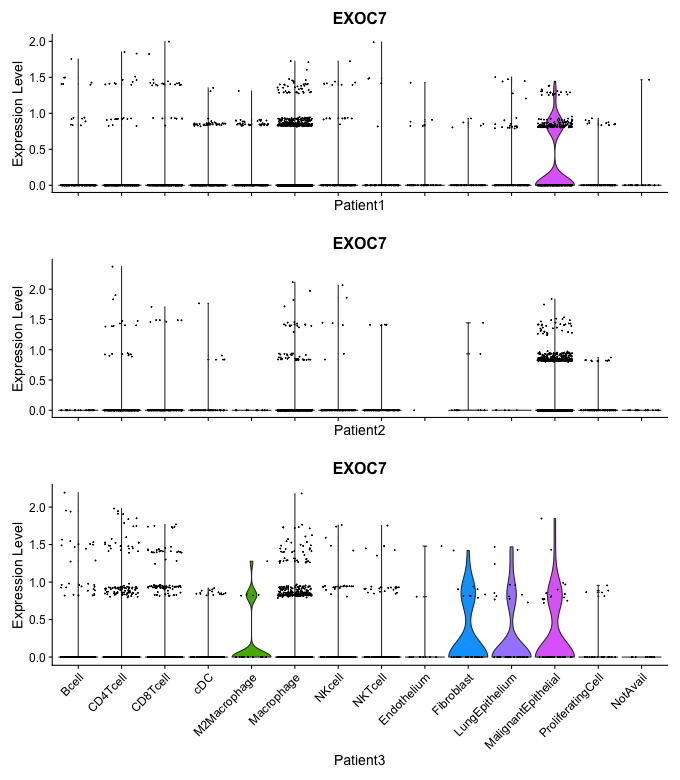 EXOC7
Expression Level
2.0
1.5
1.0
0.5
0.0
Patient1
EXOC7
Expression Level
2.0
1.5
1.0
0.5
0.0
Patient2
EXOC7
Expression Level
2.0
1.5
1.0
0.5
0.0
Bcell
CD4Tcell
CD8Tcell
cDC
M2Macrophage
Macrophage
NKcell
NKTcell
Endothelium
Fibroblast
LungEpithelium
MalignantEpithelial
ProliferatingCell
NotAvail
Patient3